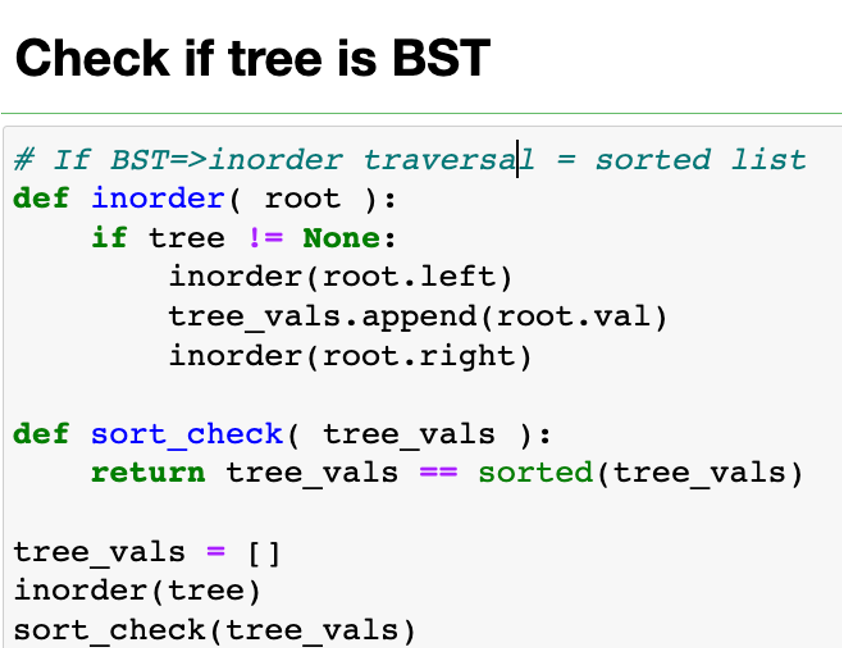 Check if tree is BST
# If BST=>inorder traversal = sorted list
def inorder( root ):
    if tree != None:
        inorder(root.left)
        tree_vals.append(root.val)
        inorder(root.right)
def sort_check( tree_vals ):
    return tree_vals == sorted(tree_vals)
tree_vals = []
inorder(tree)
sort_check(tree_vals)